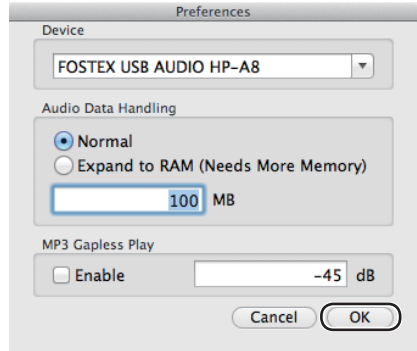 Preferences
Device
FOSTEX USB AUDIO HP-A8
Audio Data Handling
Normal
Expand to RAM (Needs More Memory)
100 MB
MP3 Gapless Play
Enable -45 dB
Cancel OK